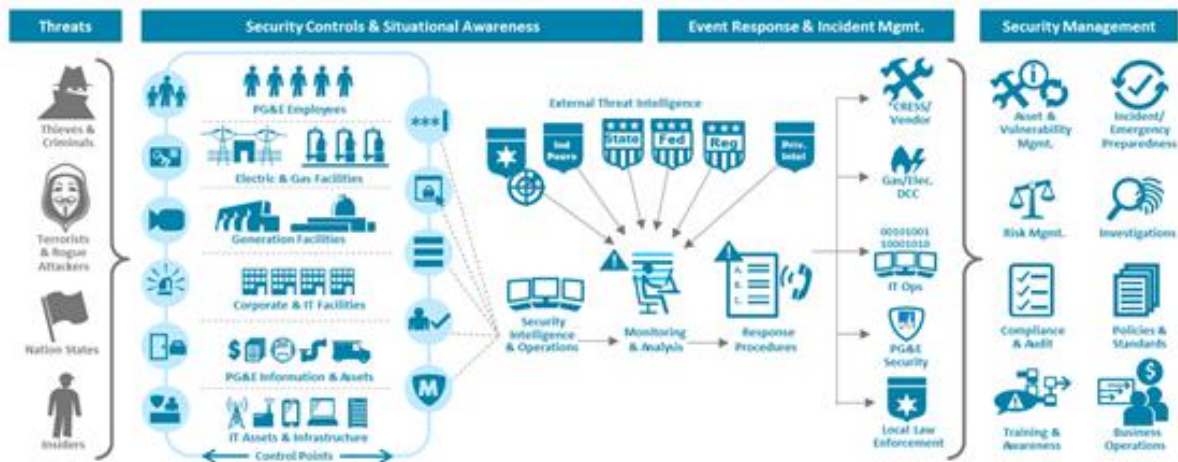 Threats
Security Controls & Situational Awareness
Event Response & Incident Mgmt.
Security Management
Thieves &
Criminals
Terrorists
& Rogue
Attackers
Nation States
Insiders
PG&E Employees
Electric & Gas Facilities
Generation Facilities
Corporate & IT Facilities
$
PG&E Information & Assets
IT Assets & Infrastructure
Control Points
***|
M
External Threat Intelligence
Ind
Peers
State
Fed
Reg
Priv.
Intel
Security
Intelligence
& Operations
Monitoring
& Analysis
A.
B.
C.
Response
Procedures
*CRESS/
Vendor
Gas/Elec.
DCC
00101001
10001010
IT Ops
PG&E
Security
Local Law
Enforcement
Asset &
Vulnerability
Mgmt.
Incident/
Emergency
Preparedness
Risk Mgmt.
Investigations
Compliance
& Audit
Policies &
Standards
Training &
Awareness
$
Business
Operations